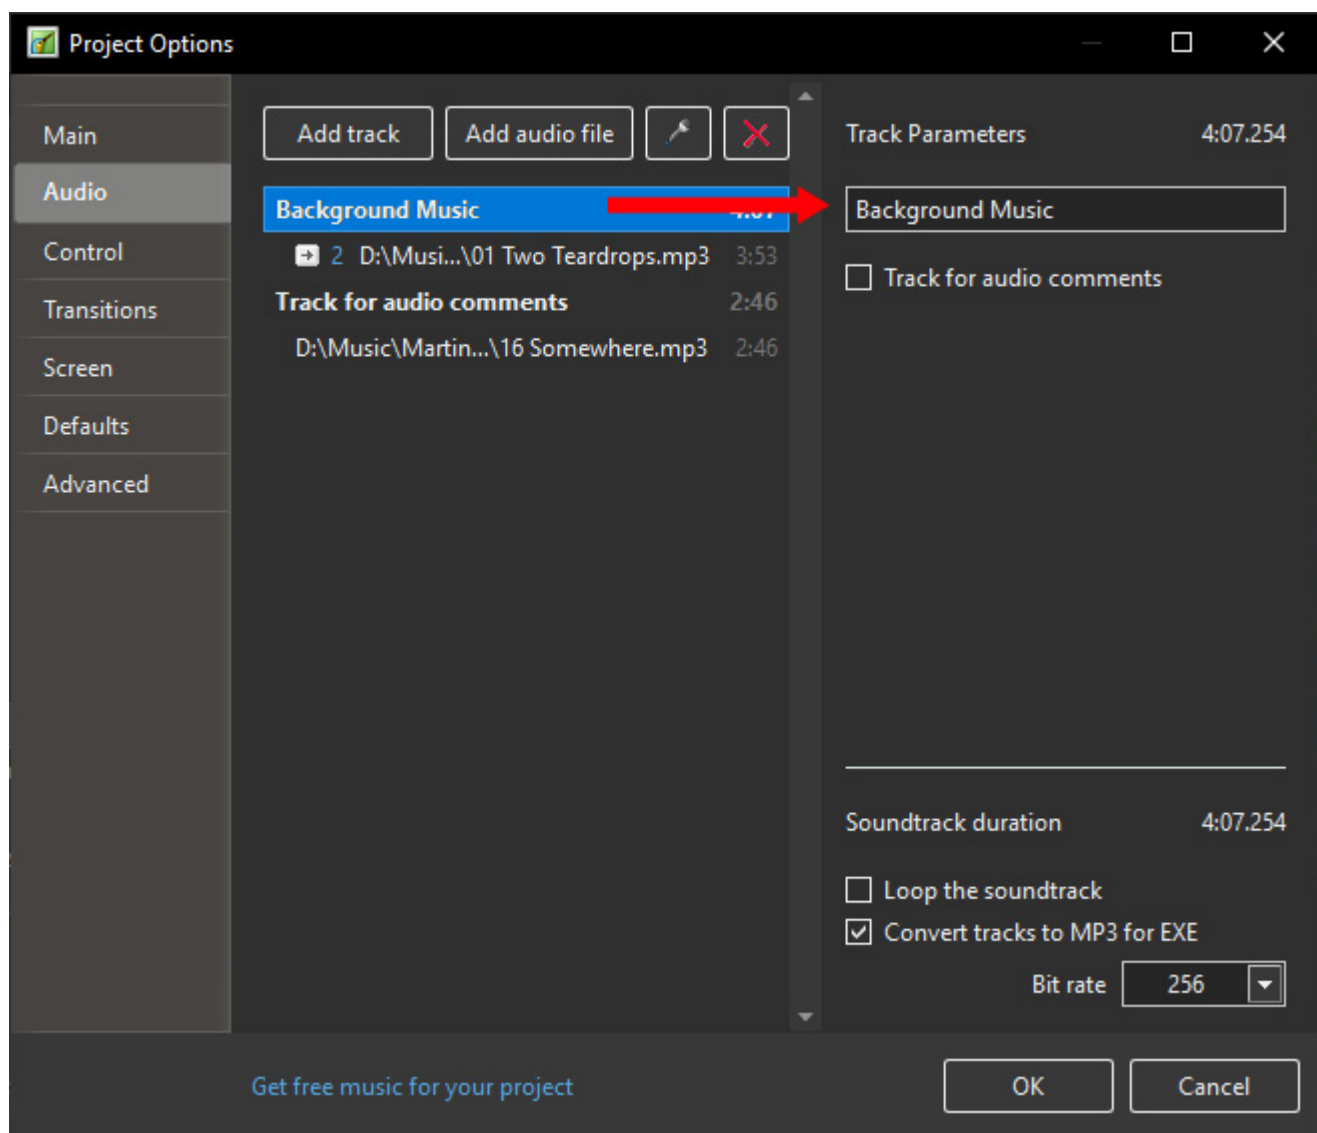 Project Options
Main
Audio
Control
Transitions
Screen
Defaults
Advanced
Add track
Add audio file
Background Music
2 D:\Musi...\01 Two Teardrops.mp3 3:53
Track for audio comments 2:46
D:\Music\Martin...\16 Somewhere.mp3 2:46
Track Parameters 4:07.254
Background Music
Track for audio comments
Soundtrack duration 4:07.254
Loop the soundtrack
Convert tracks to MP3 for EXE
Bit rate 256
Get free music for your project
OK
Cancel